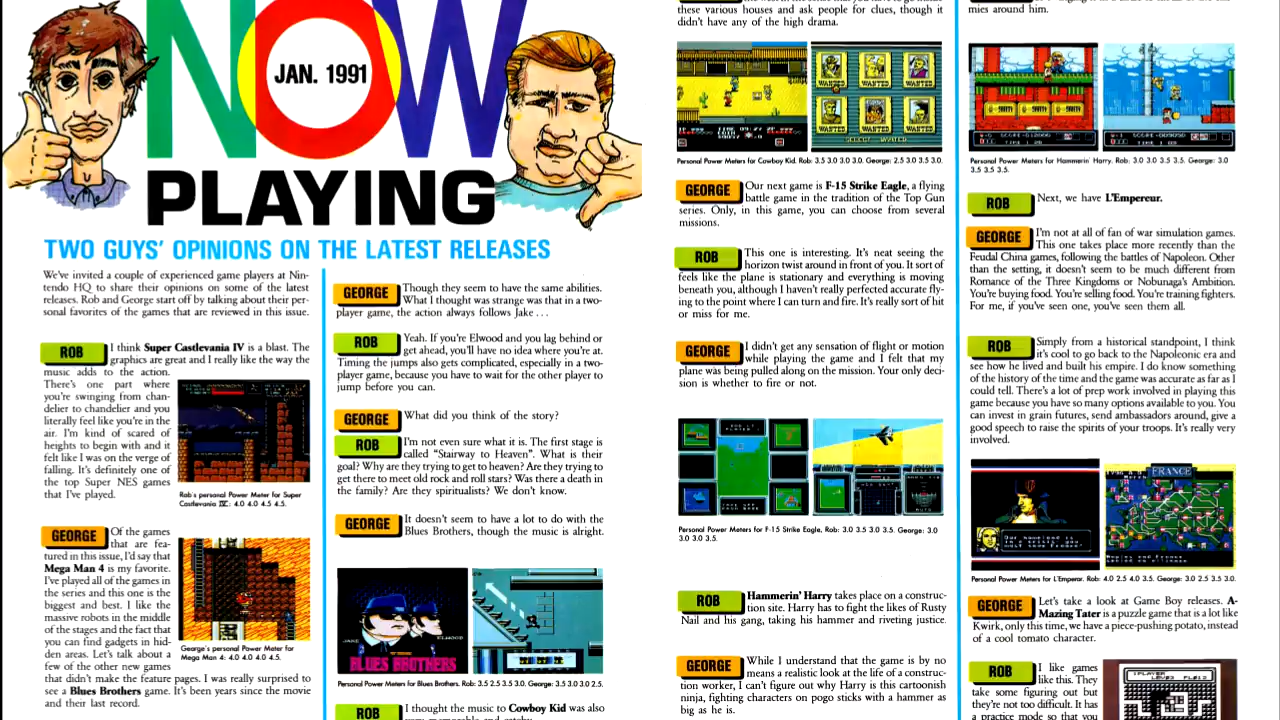 NOW
JAN. 1991
PLAYING
TWO GUYS' OPINIONS ON THE LATEST RELEASES
We've invited a couple of experienced game players at Nin-
tendo HQ to share their opinions on some of the latest
releases. Rob and George start off by talking about their per-
sonal favorites of the games that are reviewed in this issue.
ROB I think Super Castlevania IV is a blast. The
graphics are great and I really like the way the
music adds to the action.
There's one part where
you're swinging from chan-
delier to chandelier and you
literally feel like you're in the
air. I'm kind of scared of
heights to begin with and it
felt like I was on the verge of
falling. It's definitely one of
the top Super NES games
that I've played.
Rob's personal Power Meter for Super
Castlevania IV: 4.0 4.0 4.5 4.5.
GEORGE Of the games
that are fea-
tured in this issue, I'd say that
Mega Man 4 is my favorite.
I've played all of the games in
the series and this one is the
biggest and best. I like the
massive robots in the middle
of the stages and the fact that
you can find gadgets in hid-
den areas. Let's talk about a
few of the other new games
that didn't make the feature pages. I was really surprised to
see a Blues Brothers game. It's been years since the movie
and their last record.
George's personal Power Meter for
Mega Man 4: 4.0 4.0 4.0 4.5.
GEORGE Though they seem to have the same abilities.
What I thought was strange was that in a two-
player game, the action always follows Jake . . .
ROB Yeah. If you're Elwood and you lag behind or
get ahead, you'll have no idea where you're at.
Timing the jumps also gets complicated, especially in a two-
player game, because you have to wait for the other player to
jump before you can.
GEORGE What did you think of the story?
ROB I'm not even sure what it is. The first stage is
called "Stairway to Heaven". What is their
goal? Why are they trying to get to heaven? Are they trying to
get there to meet old rock and roll stars? Was there a death in
the family? Are they spiritualists? We don't know.
GEORGE It doesn't seem to have a lot to do with the
Blues Brothers, though the music is alright.
JAKE
ELWOOD
BLUES BROTHERS
Personal Power Meters for Blues Brothers. Rob: 3.5 2.5 3.5 3.0. George: 3.5 3.0 3.0 2.5.
ROB I thought the music to Cowboy Kid was also
these various houses and ask people for clues, though it
didn't have any of the high drama.
WANTED WANTED WANTED
WANTED WANTED WANTED
Personal Power Meters for Cowboy Kid. Rob: 3.5 3.0 3.0 3.0. George: 2.5 3.0 3.5 3.0.
GEORGE Our next game is F-15 Strike Eagle, a flying
battle game in the tradition of the Top Gun
series. Only, in this game, you can choose from several
missions.
ROB This one is interesting. It's neat seeing the
horizon twist around in front of you. It sort of
feels like the plane is stationary and everything is moving
beneath you, although I haven't really perfected accurate fly-
ing to the point where I can turn and fire. It's really sort of hit
or miss for me.
GEORGE I didn't get any sensation of flight or motion
while playing the game and I felt that my
plane was being pulled along on the mission. Your only deci-
sion is whether to fire or not.
Personal Power Meters for F-15 Strike Eagle, Rob: 3.0 3.5 3.0 3.5. George: 3.0
3.0 3.0 3.5.
ROB Hammerin' Harry takes place on a construc-
tion site. Harry has to fight the likes of Rusty
Nail and his gang, taking his hammer and riveting justice.
GEORGE While I understand that the game is by no
means a realistic look at the life of a construc-
tion worker, I can't figure out why Harry is this cartoonish
ninja, fighting characters on pogo sticks with a hammer as
big as he is.
mies around him.
Personal Power Meters for Hammerin' Harry. Rob: 3.0 3.0 3.5 3.5. George: 3.0
3.5 3.5 3.5.
ROB Next, we have L'Empereur.
GEORGE I'm not at all of fan of war simulation games.
This one takes place more recently than the
Feudal China games, following the battles of Napoleon. Other
than the setting, it doesn't seem to be much different from
Romance of the Three Kingdoms or Nobunaga's Ambition.
You're buying food. You're selling food. You're training fighters.
For me, if you've seen one, you've seen them all.
ROB Simply from a historical standpoint, I think
it's cool to go back to the Napoleonic era and
see how he lived and built his empire. I do know something
of the history of the time and the game was accurate as far as I
could tell. There's a lot of prep work involved in playing this
game because you have so many options available to you. You
can invest in grain futures, send ambassadors around, give a
good speech to raise the spirits of your troops. It's really very
involved.
FRANCE
Personal Power Meters for L'Emperor. Rob: 4.0 2.5 4.0 3.5. George: 3.0 2.5 3.5 3.0.
GEORGE Let's take a look at Game Boy releases. A-
Mazing Tater is a puzzle game that is a lot like
Kwirk, only this time, we have a piece-pushing potato, instead
of a cool tomato character.
ROB I like games
like this. They
take some figuring out but
they're not too difficult. It has
a practice mode so that you